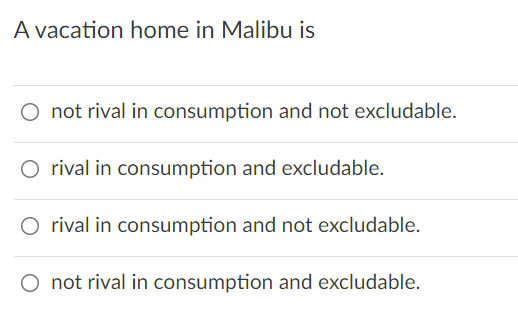 A vacation home in Malibu is
not rival in consumption and not excludable.
rival in consumption and excludable.
rival in consumption and not excludable.
not rival in consumption and excludable.